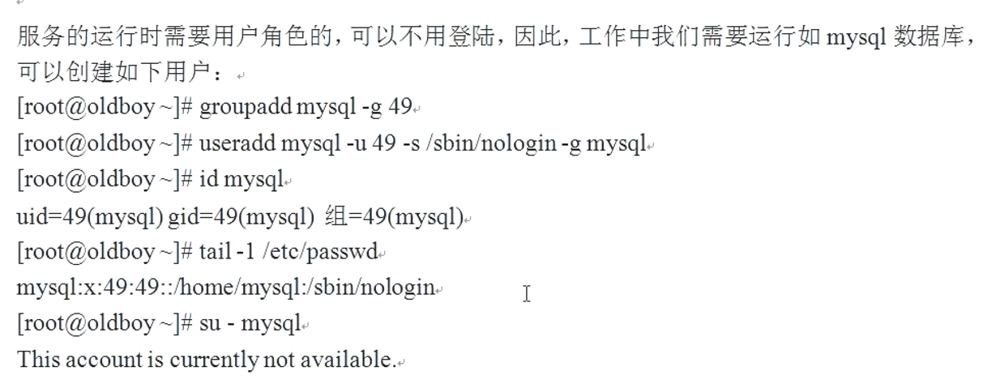 服务的运行时需要用户角色的，可以不用登陆，因此，工作中我们需要运行如 mysql 数据库，
可以创建如下用户：
[root@oldboy ~]# groupadd mysql -g 49
[root@oldboy ~]# useradd mysql -u 49 -s /sbin/nologin -g mysql
[root@oldboy ~]# id mysql
uid=49(mysql) gid=49(mysql) 组=49(mysql)
[root@oldboy ~]# tail -1 /etc/passwd
mysql:x:49:49::/home/mysql:/sbin/nologin
[root@oldboy ~]# su - mysql
This account is currently not available.